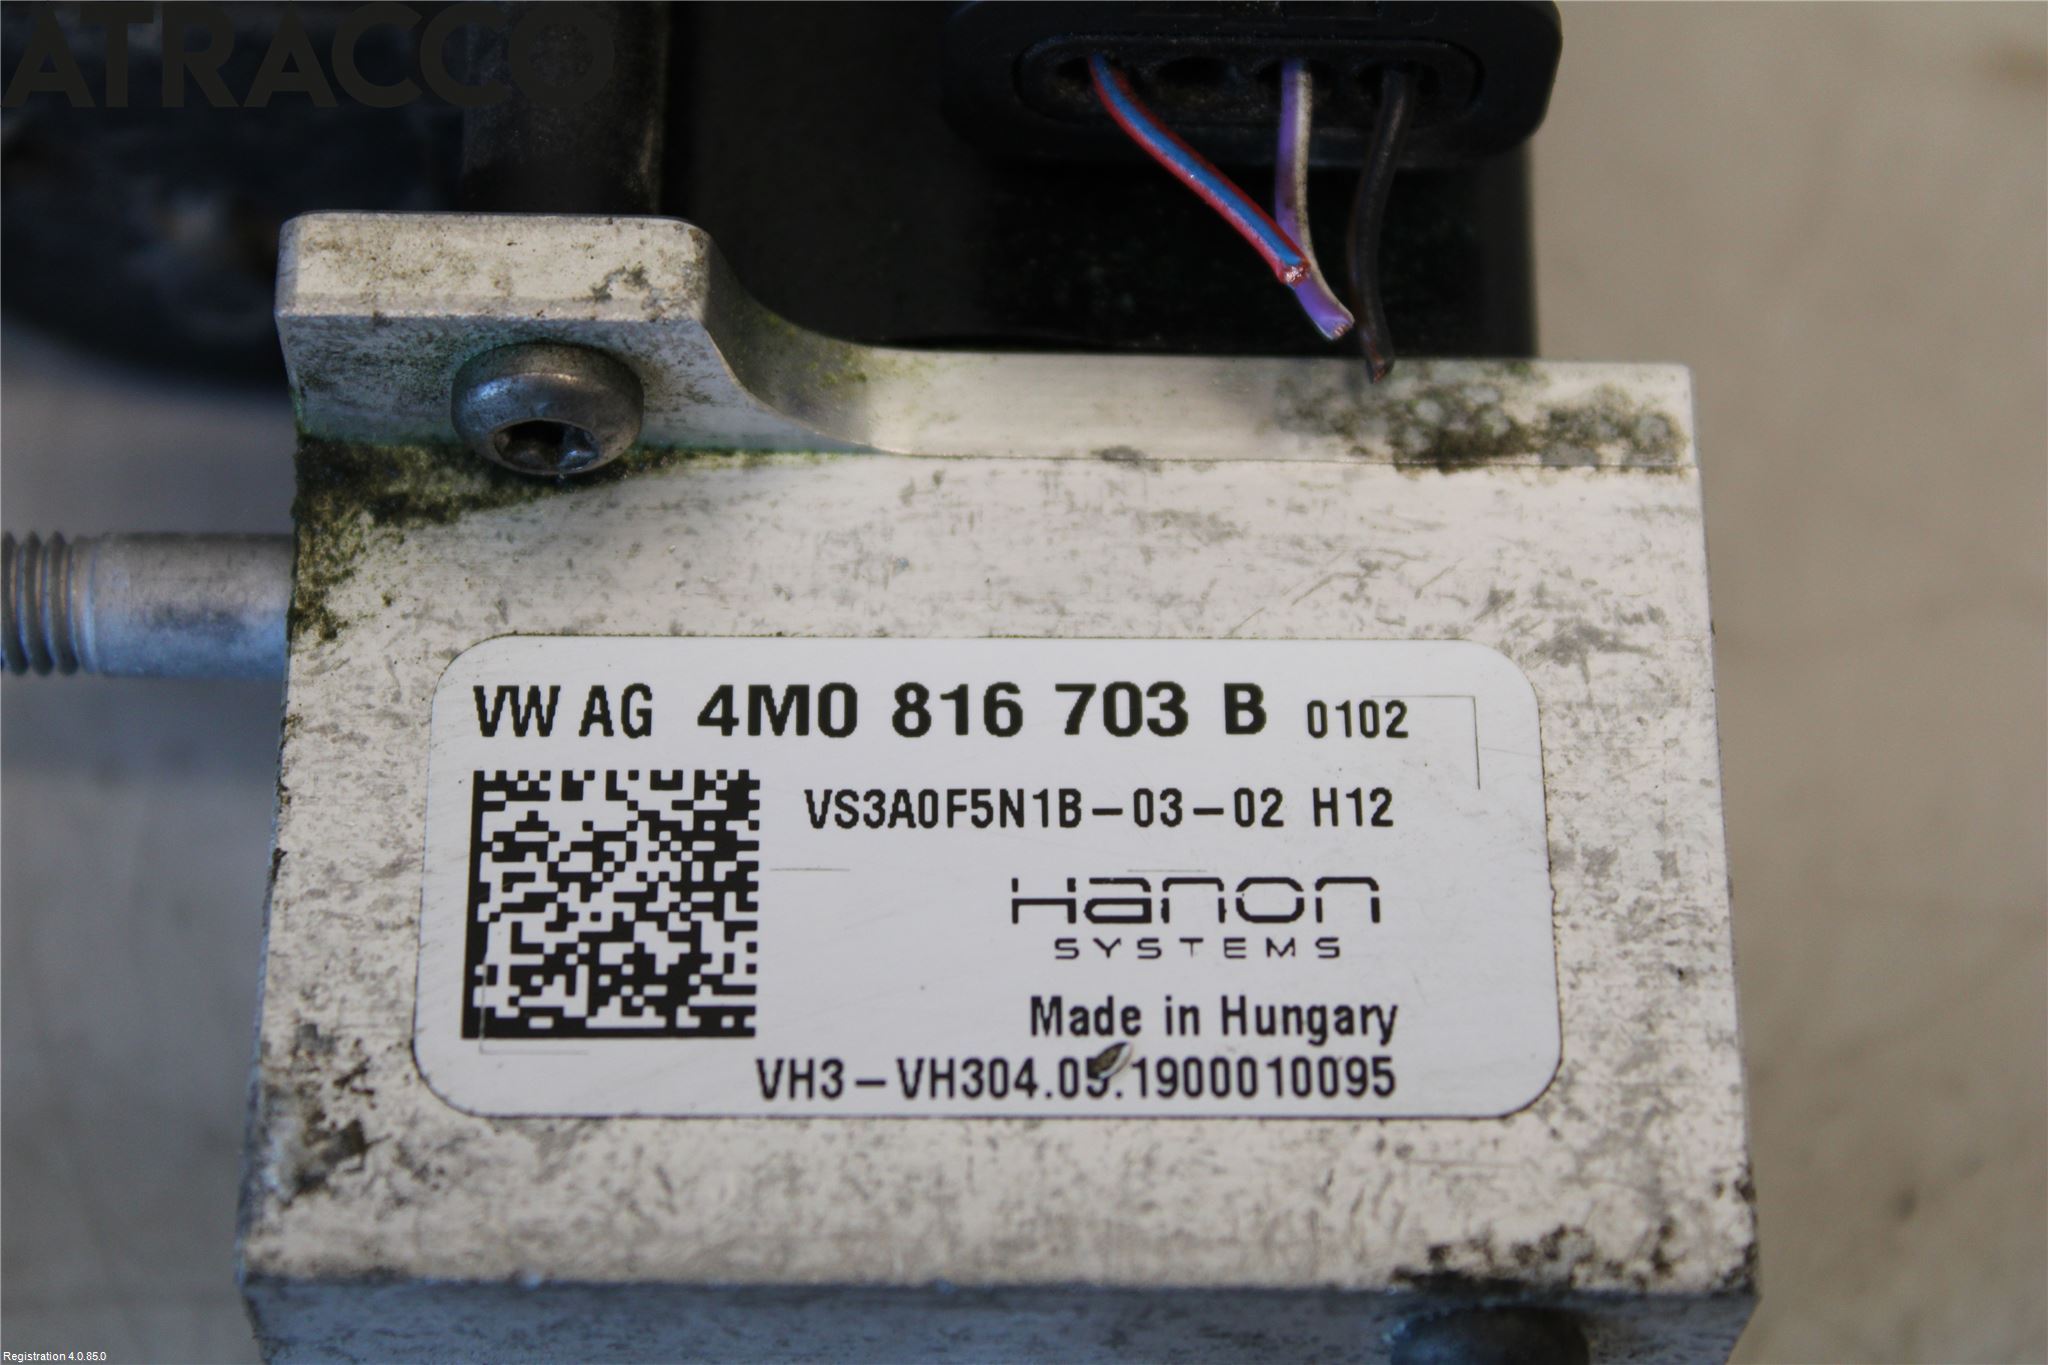 ATRACCO
VW AG 4M0 816 703 B 0102
VS3A0F5N1B-03-02 H12
Hanon
SYSTEMS
Made in Hungary
VH3-VH304.05.1900010095
Registration 4.0.85.0